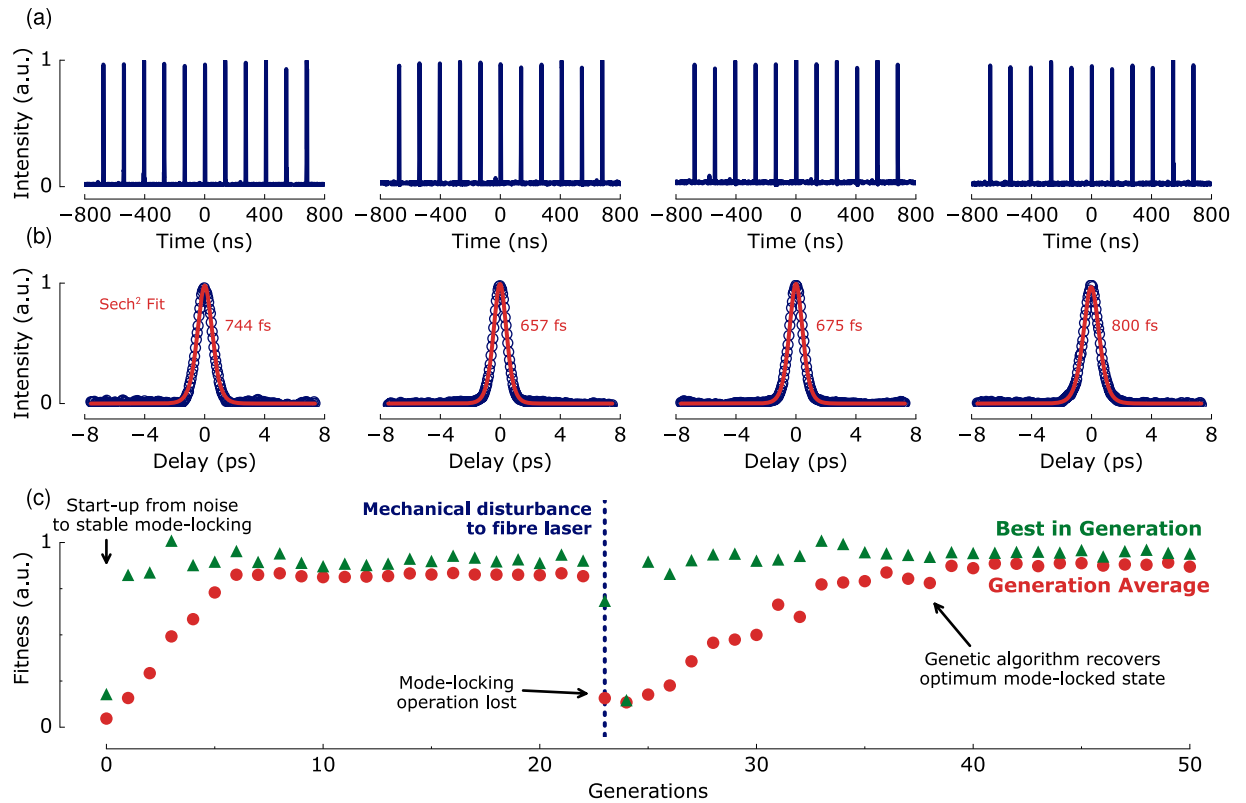 (a)
Intensity (a.u.)
1
0
−800 −400 0 400 800
Time (ns)
−800 −400 0 400 800
Time (ns)
−800 −400 0 400 800
Time (ns)
−800 −400 0 400 800
Time (ns)
(b)
Intensity (a.u.)
1
0
Sech² Fit
744 fs
657 fs
675 fs
800 fs
−8 −4 0 4 8
Delay (ps)
−8 −4 0 4 8
Delay (ps)
−8 −4 0 4 8
Delay (ps)
−8 −4 0 4 8
Delay (ps)
(c)
Start-up from noise
to stable mode-locking
Mechanical disturbance
to fibre laser
Best in Generation
Generation Average
Fitness (a.u.)
1
0
Mode-locking
operation lost
Genetic algorithm recovers
optimum mode-locked state
0 10 20 30 40 50
Generations